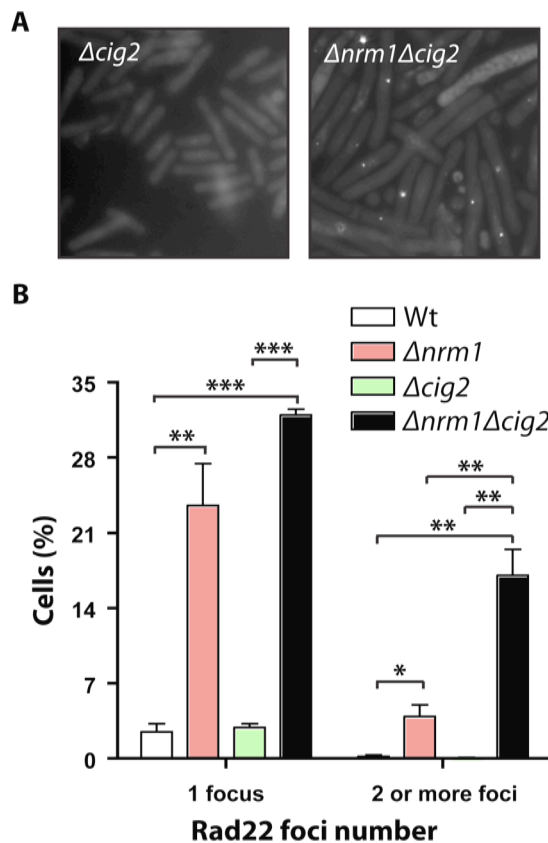 A
Δcig2
Δnrm1Δcig2
B
Wt
Δnrm1
Δcig2
Δnrm1Δcig2
35
28
21
14
7
0
Cells (%)
***
***
**
**
**
**
*
1 focus
2 or more foci
Rad22 foci number